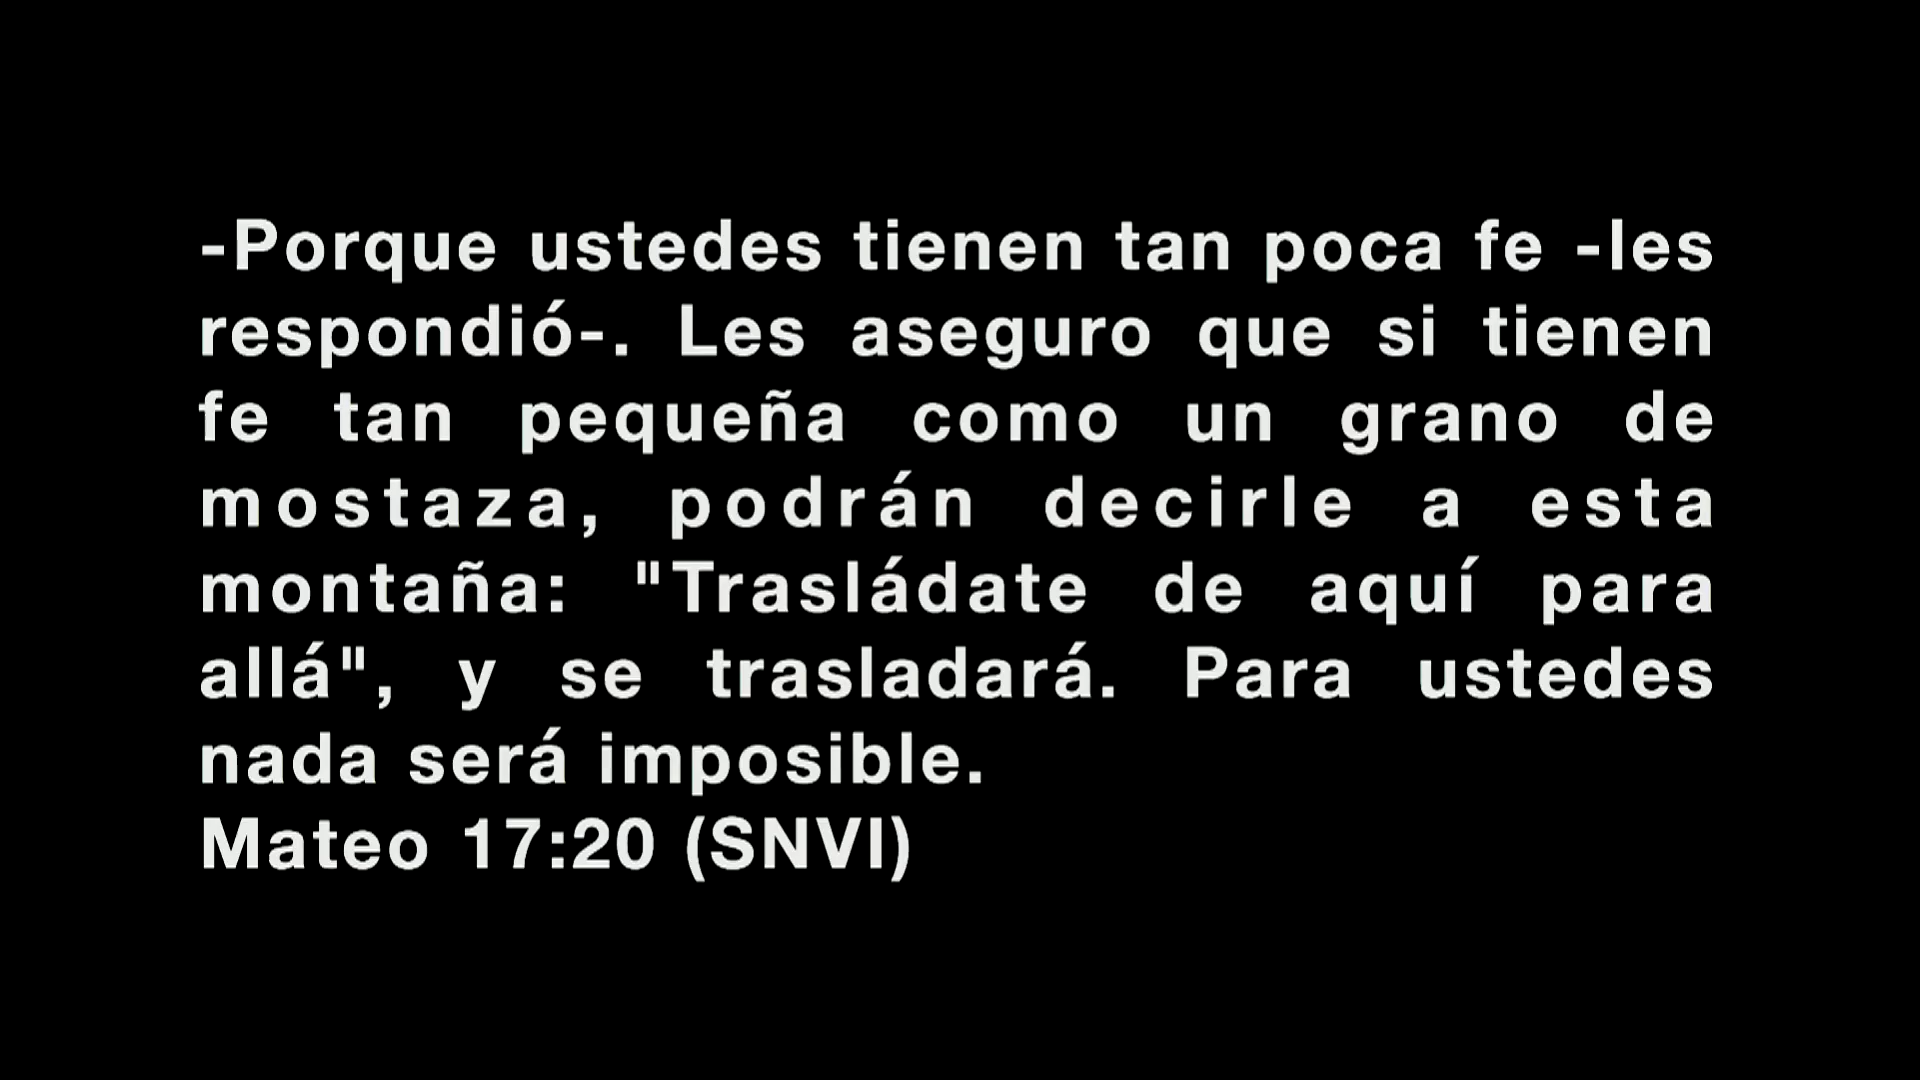 -Porque ustedes tienen tan poca fe -les
respondió-. Les aseguro que si tienen
fe tan pequeña como un grano de
mostaza, podrán decirle a esta
montaña: "Trasládate de aquí para
allá", y se trasladará. Para ustedes
nada será imposible.
Mateo 17:20 (SNVI)